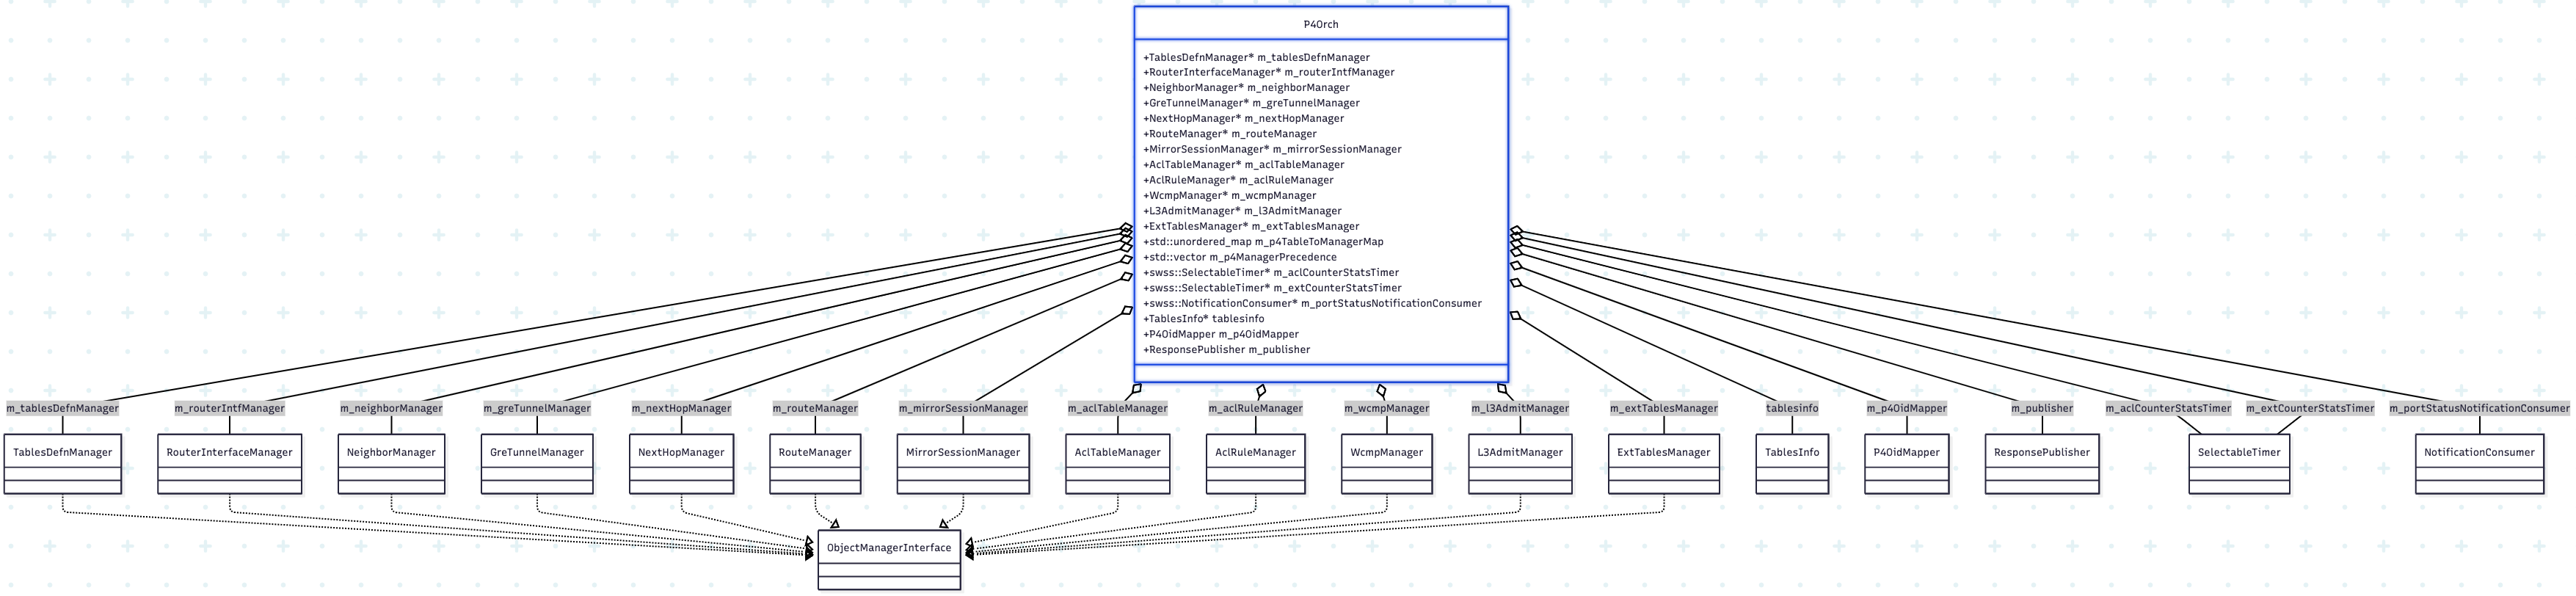 P4Orch
+TablesDefnManager* m_tablesDefnManager
+RouterInterfaceManager* m_routerIntfManager
+NeighborManager* m_neighborManager
+GreTunnelManager* m_greTunnelManager
+NextHopManager* m_nextHopManager
+RouteManager* m_routeManager
+MirrorSessionManager* m_mirrorSessionManager
+AclTableManager* m_aclTableManager
+AclRuleManager* m_aclRuleManager
+WcmpManager* m_wcmpManager
+L3AdmitManager* m_l3AdmitManager
+ExtTablesManager* m_extTablesManager
+std::unordered_map m_p4TableToManagerMap
+std::vector m_p4ManagerPrecedence
+swss::SelectableTimer* m_aclCounterStatsTimer
+swss::SelectableTimer* m_extCounterStatsTimer
+swss::NotificationConsumer* m_portStatusNotificationConsumer
+TablesInfo* tablesinfo
+P4OidMapper m_p4OidMapper
+ResponsePublisher m_publisher
m_tablesDefnManager
m_routerIntfManager
m_neighborManager
m_greTunnelManager
m_nextHopManager
m_routeManager
m_mirrorSessionManager
m_aclTableManager
m_aclRuleManager
m_wcmpManager
m_l3AdmitManager
m_extTablesManager
tablesinfo
m_p4OidMapper
m_publisher
m_aclCounterStatsTimer
m_extCounterStatsTimer
m_portStatusNotificationConsumer
TablesDefnManager
RouterInterfaceManager
NeighborManager
GreTunnelManager
NextHopManager
RouteManager
MirrorSessionManager
AclTableManager
AclRuleManager
WcmpManager
L3AdmitManager
ExtTablesManager
TablesInfo
P4OidMapper
ResponsePublisher
SelectableTimer
NotificationConsumer
ObjectManagerInterface